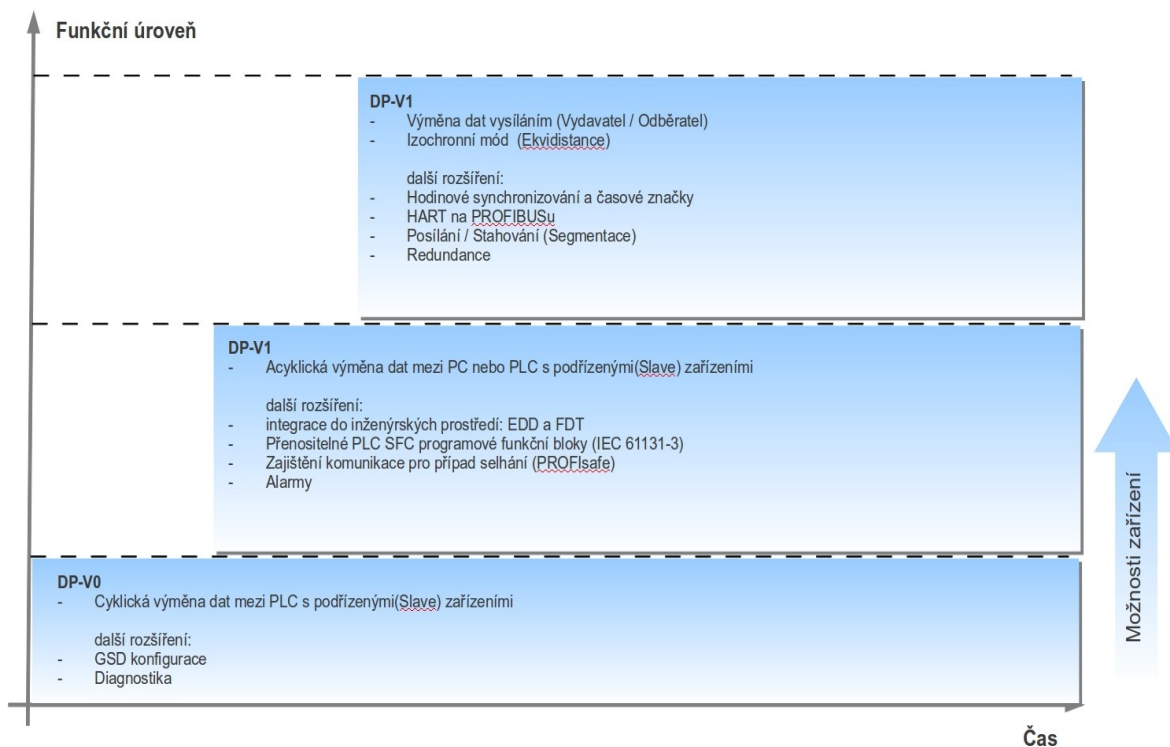 Funkční úroveň
DP-V1
- Výměna dat vysíláním (Vydavatel / Odběratel)
- Izochronní mód (Ekvidistance)
další rozšíření:
- Hodinové synchronizování a časové značky
- HART na PROFIBUSu
- Posílání / Stahování (Segmentace)
- Redundance
DP-V1
- Acyklická výměna dat mezi PC nebo PLC s podřízenými(Slave) zařízeními
další rozšíření:
- integrace do inženýrských prostředí: EDD a FDT
- Přenositelné PLC SFC programové funkční bloky (IEC 61131-3)
- Zajištění komunikace pro případ selhání (PROFIsafe)
- Alarmy
DP-V0
- Cyklická výměna dat mezi PLC s podřízenými(Slave) zařízeními
další rozšíření:
- GSD konfigurace
- Diagnostika
Možnosti zařízení
Čas